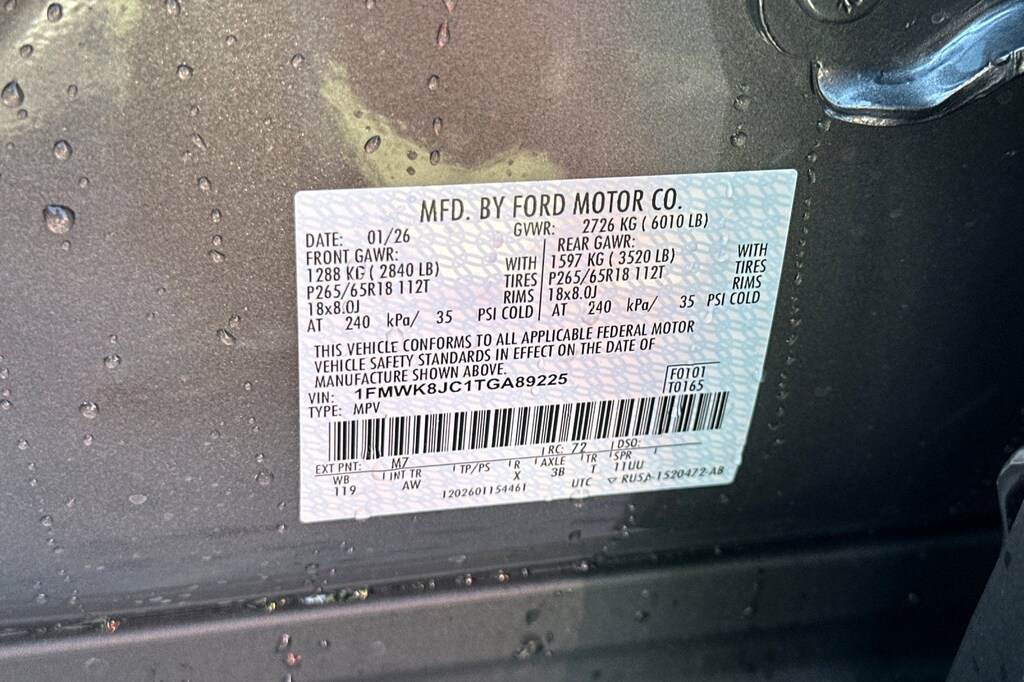 MFD. BY FORD MOTOR CO.
DATE: 01/26 GVWR: 2726 KG ( 6010 LB)
FRONT GAWR: REAR GAWR:
1288 KG ( 2840 LB) WITH 1597 KG ( 3520 LB) WITH
P265/65R18 112T TIRES P265/65R18 112T TIRES
18x8.0J RIMS 18x8.0J RIMS
AT 240 kPa/ 35 PSI COLD AT 240 kPa/ 35 PSI COLD
THIS VEHICLE CONFORMS TO ALL APPLICABLE FEDERAL MOTOR
VEHICLE SAFETY STANDARDS IN EFFECT ON THE DATE OF
MANUFACTURE SHOWN ABOVE.
VIN: 1FMWK8JC1TGA89225 F0101
TYPE: MPV T0165
EXT PNT: M7 RC: 72 DSO:
WB INT TR TP/PS R AXLE TR SPR
119 AW X 3B T 11UU
1202601154461 UTC ▽ RUSA-1520472-AB